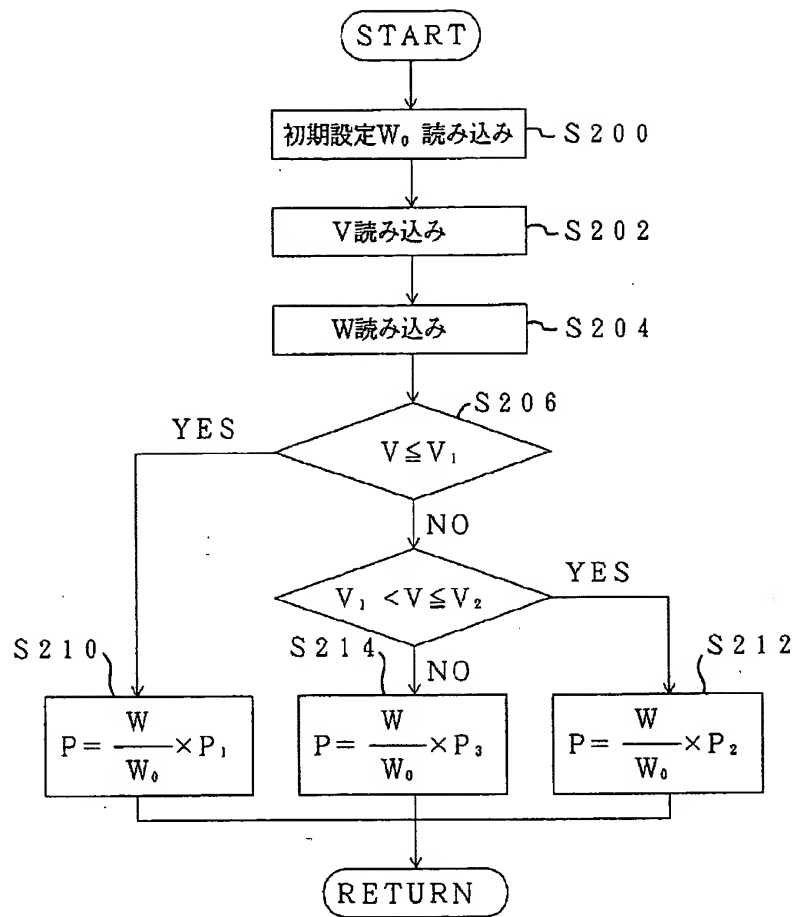 START
初期設定W₀ 読み込み
S200
V読み込み
S202
W読み込み
S204
S206
YES
V≦V₁
NO
V₁ <V≦V₂
YES
S210
S214
NO
S212
P= W/W₀ ×P₁
P= W/W₀ ×P₃
P= W/W₀ ×P₂
RETURN